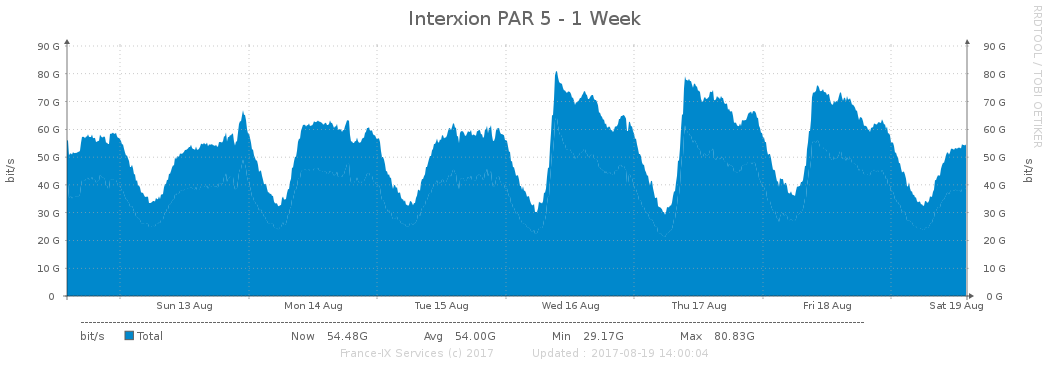 Interxion PAR 5 - 1 Week
RRDTOOL / TOBI OETIKER
90 G 90 G
80 G 80 G
70 G 70 G
60 G 60 G
50 G 50 G
40 G 40 G
30 G 30 G
20 G 20 G
10 G 10 G
0 0 G
bit/s
bit/s
Sun 13 Aug Mon 14 Aug Tue 15 Aug Wed 16 Aug Thu 17 Aug Fri 18 Aug Sat 19 Aug
bit/s Total Now 54.48G Avg 54.00G Min 29.17G Max 80.83G
France-IX Services (c) 2017 Updated : 2017-08-19 14:00:04